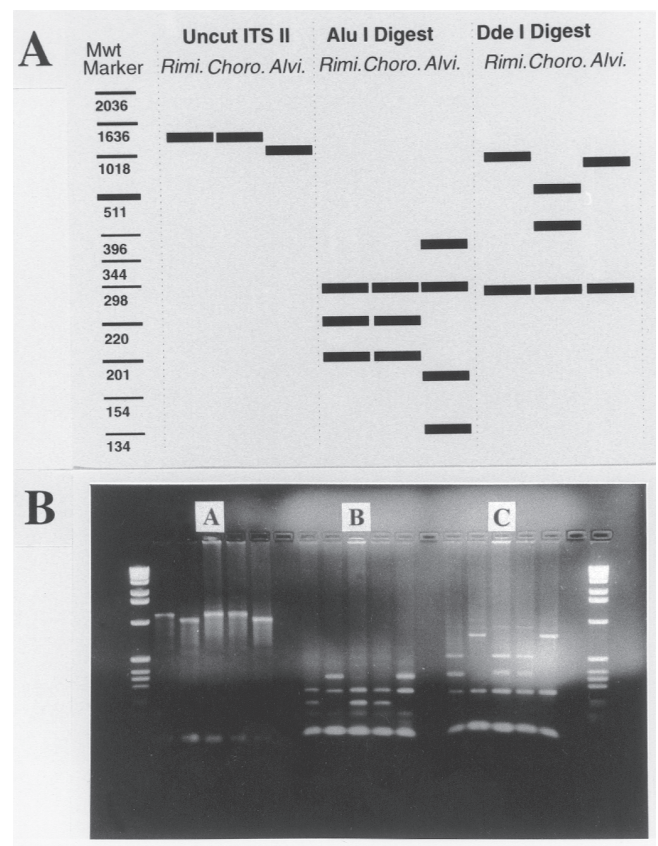 A
Uncut ITS II Alu I Digest Dde I Digest
Mwt
Marker
Rimi. Choro. Alvi. Rimi. Choro. Alvi. Rimi. Choro. Alvi.
2036
1636
1018
511
396
344
298
220
201
154
134
B
A B C